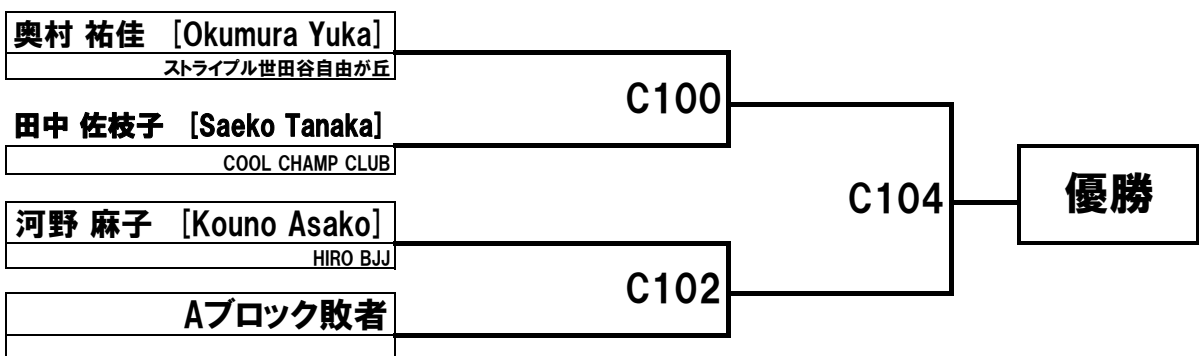 奥村 祐佳 [Okumura Yuka]
ストライプル世田谷自由が丘
C100
田中 佐枝子 [Saeko Tanaka]
COOL CHAMP CLUB
C104
優勝
河野 麻子 [Kouno Asako]
HIRO BJJ
C102
Aブロック敗者